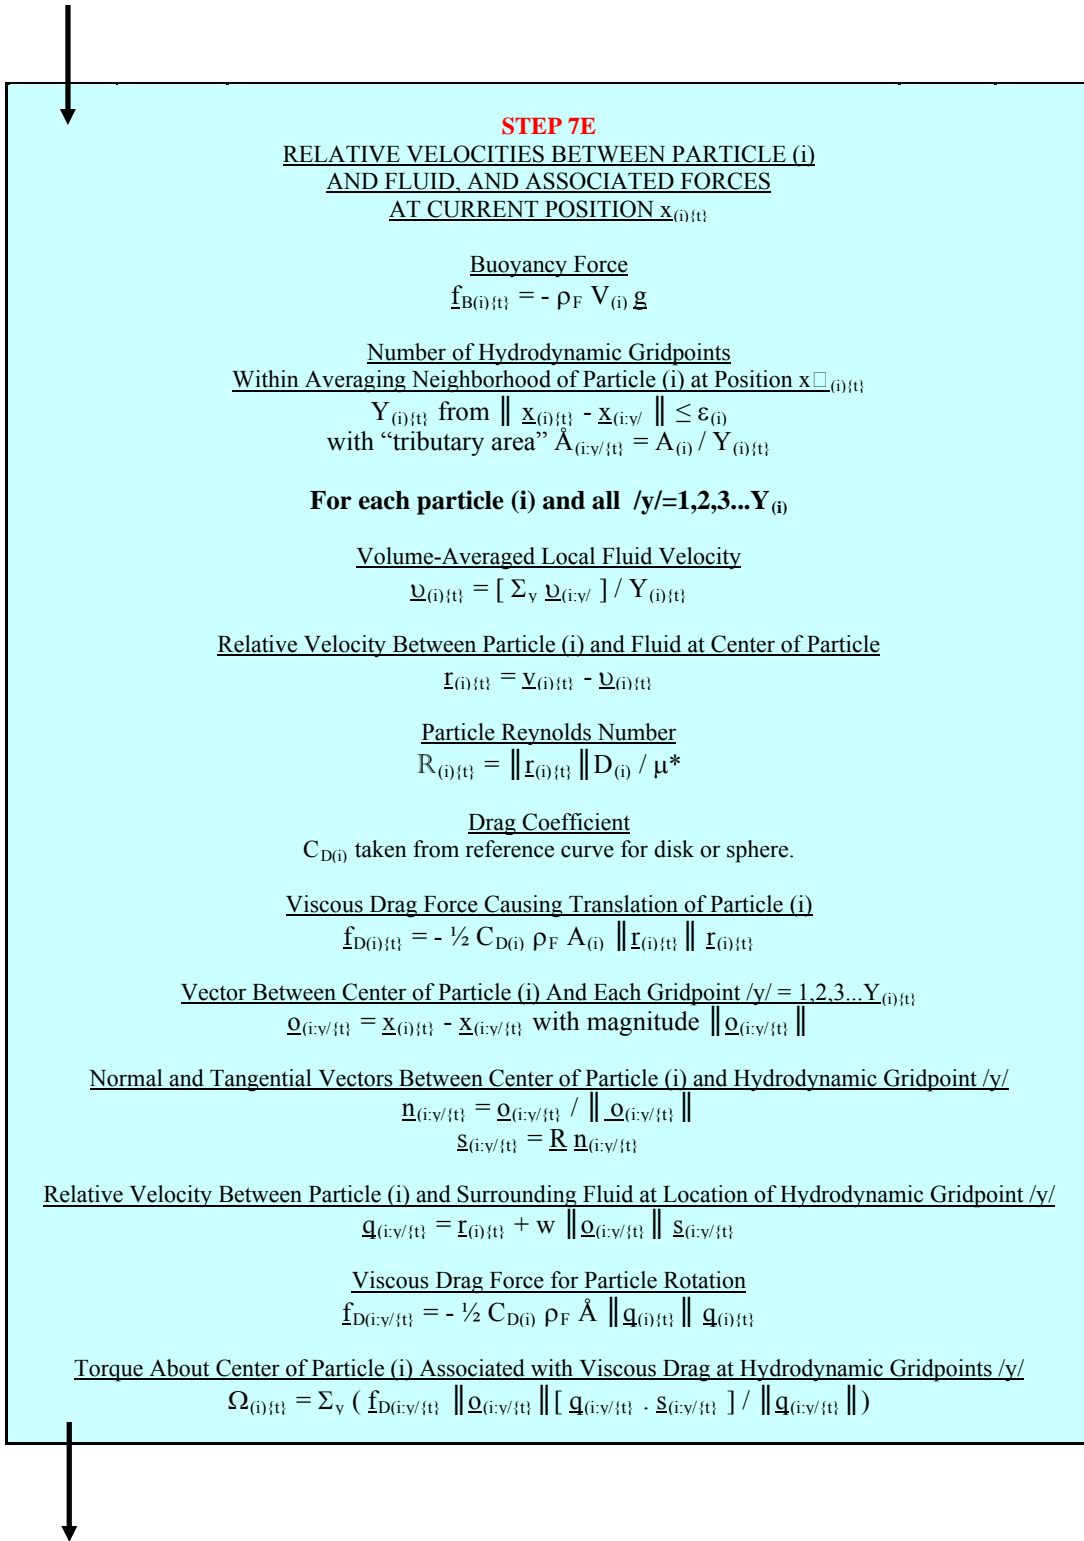 STEP 7E
RELATIVE VELOCITIES BETWEEN PARTICLE (i)
AND FLUID, AND ASSOCIATED FORCES
AT CURRENT POSITION x(i){t}
Buoyancy Force
f_B(i){t} = - ρF V(i) g
Number of Hydrodynamic Gridpoints
Within Averaging Neighborhood of Particle (i) at Position x□(i){t}
Y(i){t} from ‖ x(i){t} - x(i:y/ ‖ ≤ ε(i)
with “tributary area” Å(i:y/{t} = A(i) / Y(i){t}
For each particle (i) and all /y/=1,2,3...Y(i)
Volume-Averaged Local Fluid Velocity
υ(i){t} = [ Σy υ(i:y/ ] / Y(i){t}
Relative Velocity Between Particle (i) and Fluid at Center of Particle
r(i){t} = v(i){t} - υ(i){t}
Particle Reynolds Number
ℝ(i){t} = ‖r(i){t}‖D(i) / μ*
Drag Coefficient
CD(i) taken from reference curve for disk or sphere.
Viscous Drag Force Causing Translation of Particle (i)
fD(i){t} = - ½ CD(i) ρF A(i) ‖r(i){t}‖ r(i){t}
Vector Between Center of Particle (i) And Each Gridpoint /y/ = 1,2,3...Y(i){t}
o(i:y/{t} = x(i){t} - x(i:y/{t} with magnitude ‖o(i:y/{t}‖
Normal and Tangential Vectors Between Center of Particle (i) and Hydrodynamic Gridpoint /y/
n(i:y/{t} = o(i:y/{t} / ‖ o(i:y/{t}‖
s(i:y/{t} = R n(i:y/{t}
Relative Velocity Between Particle (i) and Surrounding Fluid at Location of Hydrodynamic Gridpoint /y/
q(i:y/{t} = r(i){t} + w ‖o(i:y/{t}‖ s(i:y/{t}
Viscous Drag Force for Particle Rotation
fD(i:y/{t} = - ½ CD(i) ρF Å ‖q(i){t}‖ q(i){t}
Torque About Center of Particle (i) Associated with Viscous Drag at Hydrodynamic Gridpoints /y/
Ω(i){t} = Σy ( fD(i:y/{t} ‖o(i:y/{t}‖[ q(i:y/{t} . s(i:y/{t} ] / ‖q(i:y/{t}‖)